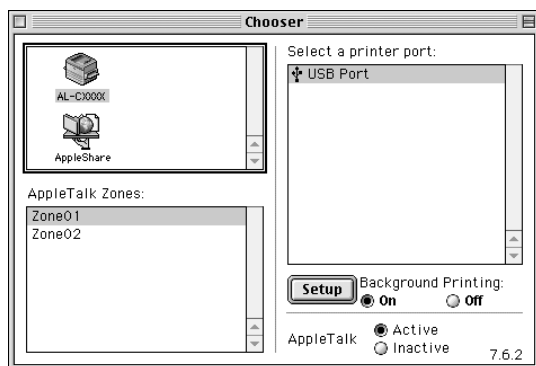 Chooser
AL-CXXXX
AppleShare
AppleTalk Zones:
Zone01
Zone02
Select a printer port:
USB Port
Setup
Background Printing:
On Off
AppleTalk
Active
Inactive
7.6.2